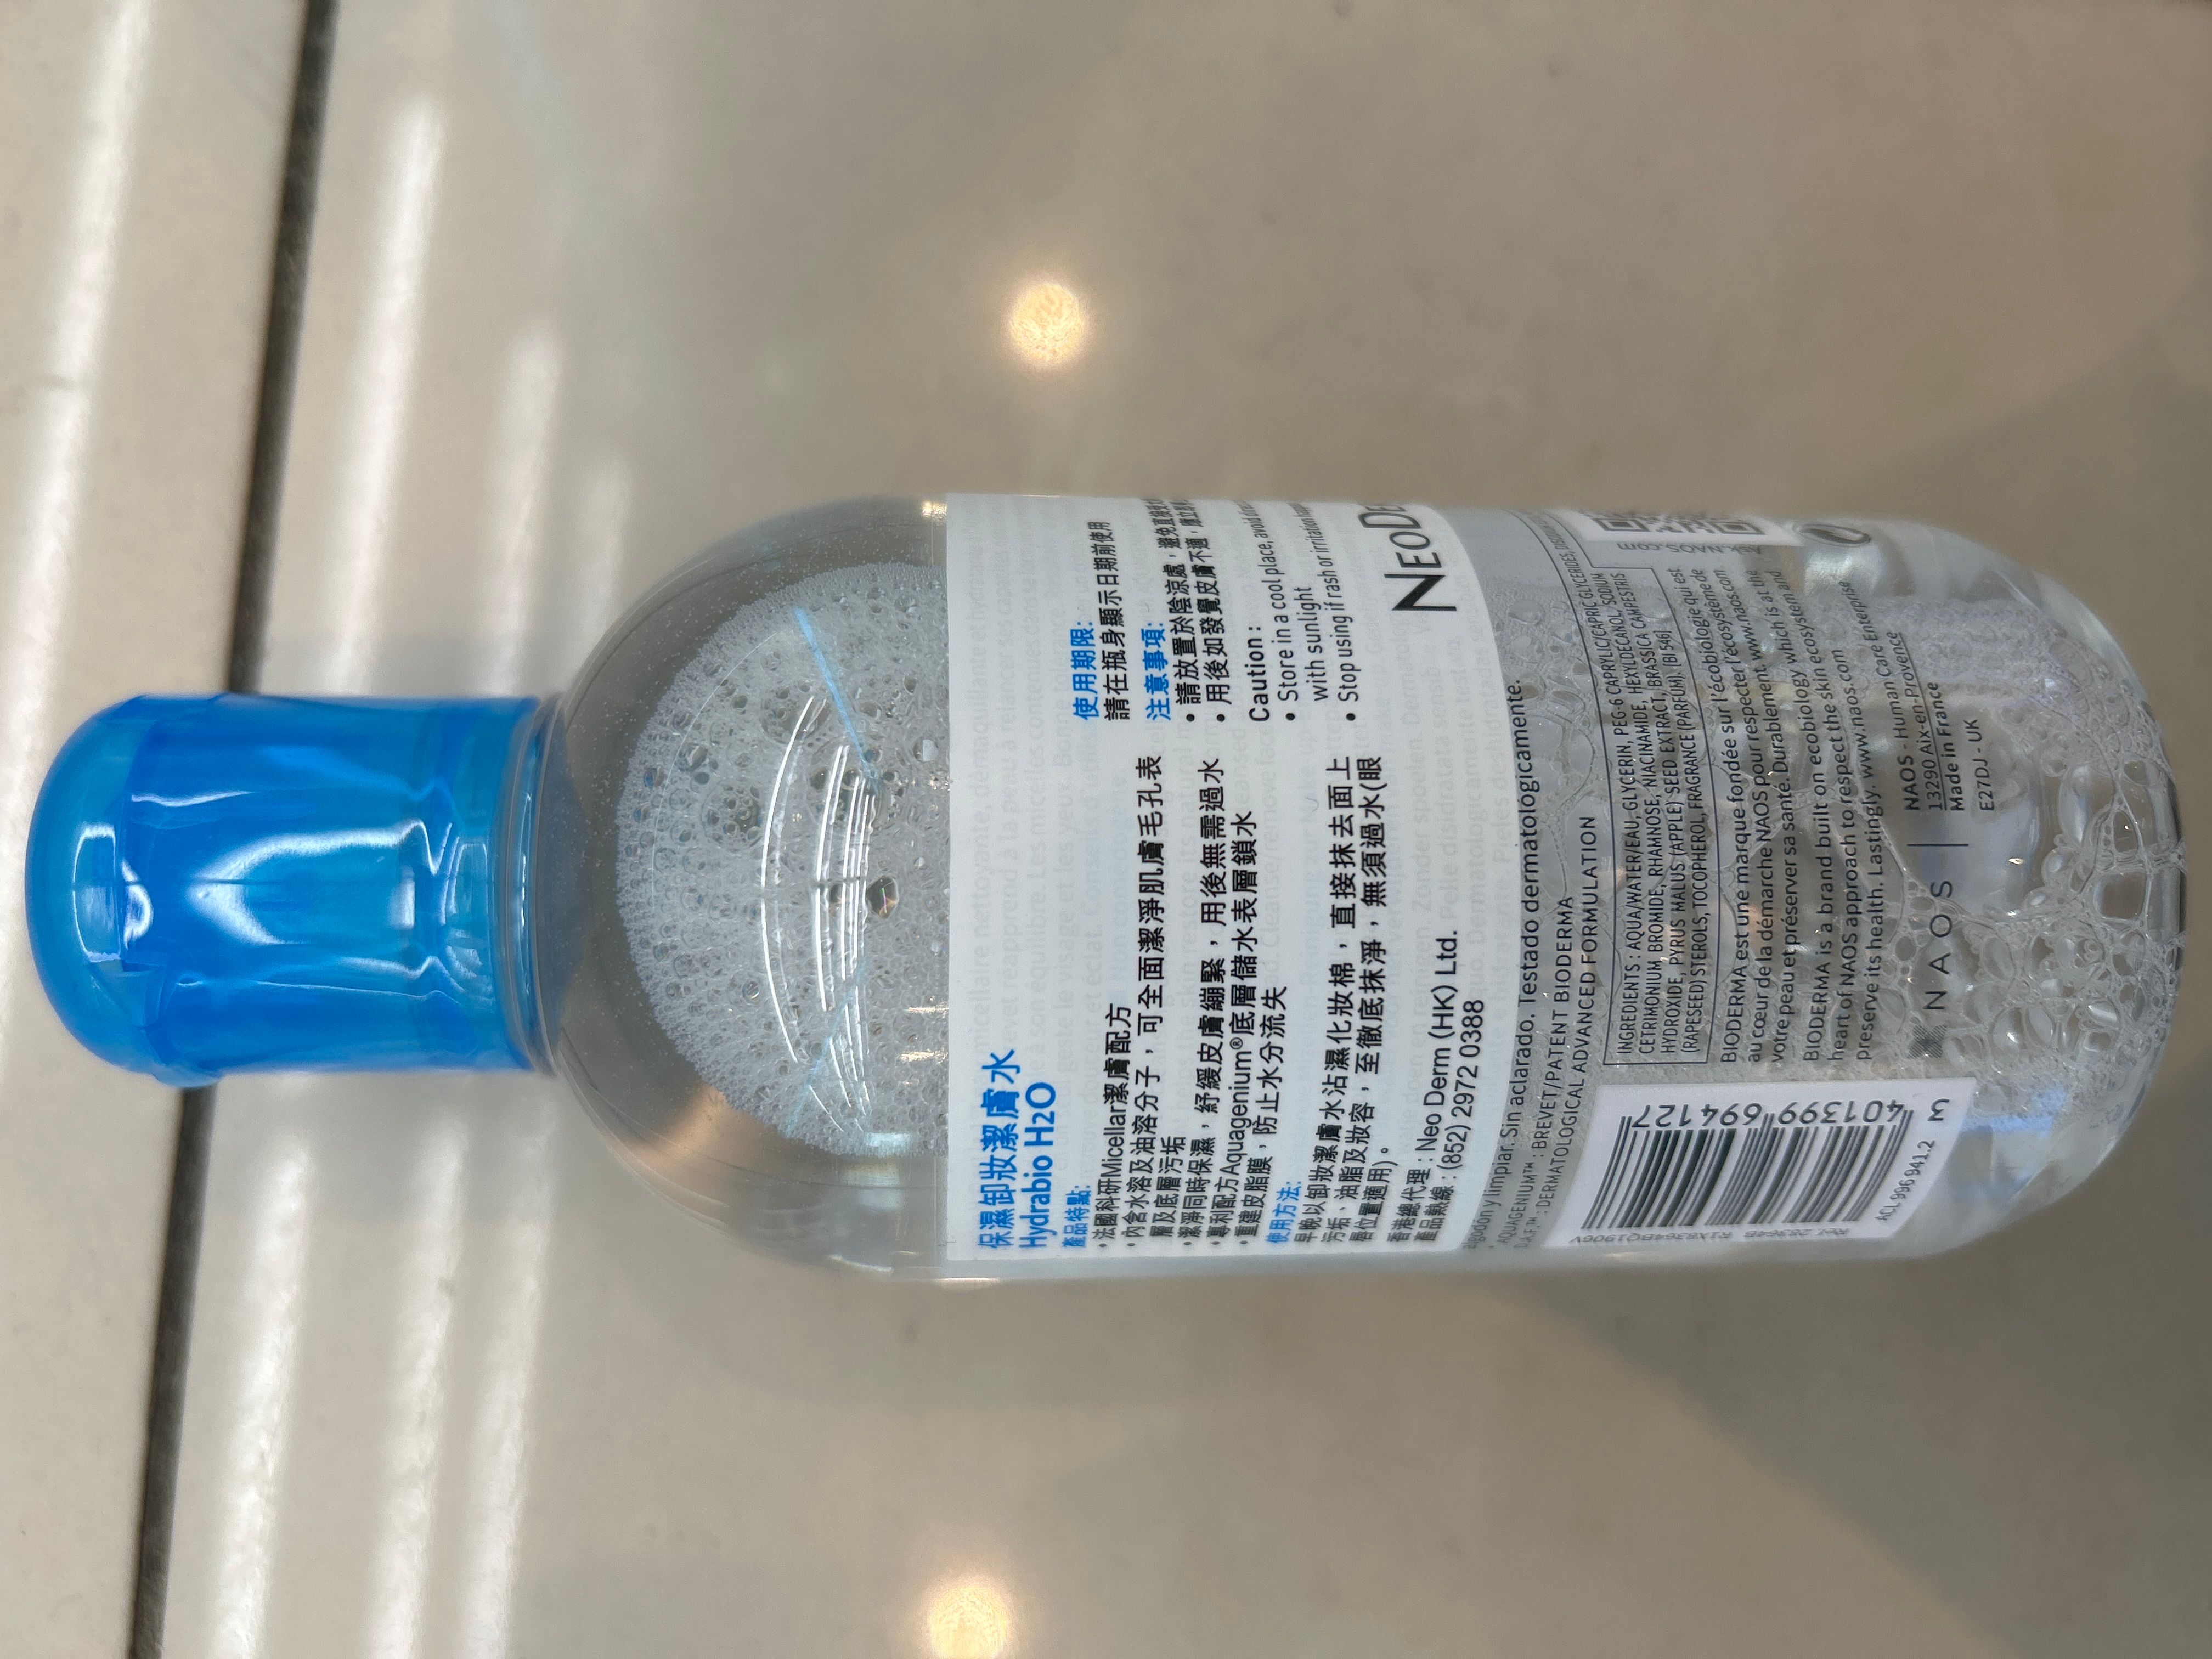 保濕卸妝潔膚水
Hydrabio H2O
產品特點:
• 法國科研Micellar潔膚配方
• 內含水溶及油溶分子，可全面潔淨肌膚毛孔表
層及底層污垢
• 潔淨同時保濕，紓緩皮膚繃緊，用後無需過水
• 專利配方Aquagenium®底層儲水表層鎖水
• 重建皮脂膜，防止水分流失
使用方法:
早晚以卸妝潔膚水沾濕化妝棉，直接抹去面上
污垢、油脂及妝容，至徹底抹淨，無須過水(眼
唇位置適用)。
香港總代理 : Neo Derm (HK) Ltd.
產品熱線 : (852) 2972 0388
使用期限:
請在瓶身顯示日期前使用
注意事項:
• 請放置於陰涼處，避免直接
• 用後如發覺皮膚不適，應立即
Caution :
• Store in a cool place, avoid
with sunlight
• Stop using if rash or irritation
NEODE
algodón y limpiar. Sin aclarado. Testado dermatológicamente.
AQUAGENIUM™ : BREVET/PATENT BIODERMA
D.A.F.™ : DERMATOLOGICAL ADVANCED FORMULATION
INGREDIENTS : AQUA/WATER/EAU, GLYCERIN, PEG-6 CAPRYLIC/CAPRIC GLYCERIDES,
CETRIMONIUM BROMIDE, RHAMNOSE, NIACINAMIDE, HEXYLDECANOL, SODIUM
HYDROXIDE, PYRUS MALUS (APPLE) SEED EXTRACT, BRASSICA CAMPESTRIS
(RAPESEED) STEROLS, TOCOPHEROL, FRAGRANCE (PARFUM). [BI 546]
BIODERMA est une marque fondée sur l'écobiologie qui est
au cœur de la démarche NAOS pour respecter l'écosystème de
votre peau et préserver sa santé. Durablement. www.naos.com
BIODERMA is a brand built on ecobiology which is at the
heart of NAOS approach to respect the skin ecosystem and
preserve its health. Lastingly. www.naos.com
NAOS
NAOS - Human Care Enterprise
13290 Aix-en-Provence
Made in France
E27DJ - UK
Ask.NAOS.com
3 401399 694127
ACL 996 941.2